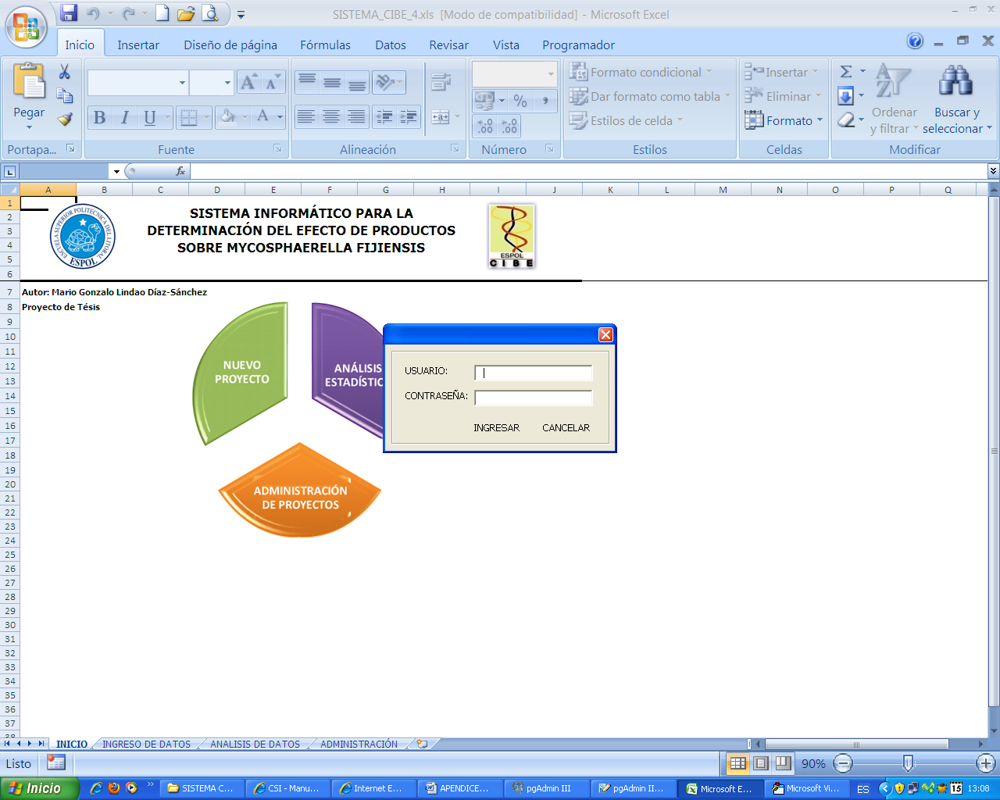 SISTEMA_CIBE_4.xls [Modo de compatibilidad] - Microsoft Excel
Inicio Insertar Diseño de página Fórmulas Datos Revisar Vista Programador
Pegar
Portapa...
A A
N K S A
B I U A
Fuente
Alineación
% ,
,0 ,00
,00 ,0
Número
Formato condicional
Dar formato como tabla
Estilos de celda
Estilos
Insertar
Eliminar
Formato
Celdas
Σ
Ordenar y filtrar
Buscar y seleccionar
Modificar
fx
A B C D E F G H I J K L M N O P Q
1
2
3
4
5
6
7
8
9
10
11
12
13
14
15
16
17
18
19
20
21
22
23
24
25
26
27
28
29
30
31
32
33
34
35
36
37
38
ESCUELA SUPERIOR POLITECNICA DEL LITORAL
ESPOL
SISTEMA INFORMÁTICO PARA LA
DETERMINACIÓN DEL EFECTO DE PRODUCTOS
SOBRE MYCOSPHAERELLA FIJIENSIS
ESPOL
CIBE
Autor: Mario Gonzalo Lindao Díaz-Sánchez
Proyecto de Tésis
NUEVO
PROYECTO
ANÁLISIS
ESTADÍSTIC
ADMINISTRACIÓN
DE PROYECTOS
USUARIO:
CONTRASEÑA:
INGRESAR CANCELAR
INICIO INGRESO DE DATOS ANALISIS DE DATOS ADMINISTRACIÓN
Listo
90%
Inicio
SISTEMA C...
CSI - Manu...
Internet E...
APENDICE...
pgAdmin III
pgAdmin II...
Microsoft E...
Microsoft Vi...
ES
15
13:08